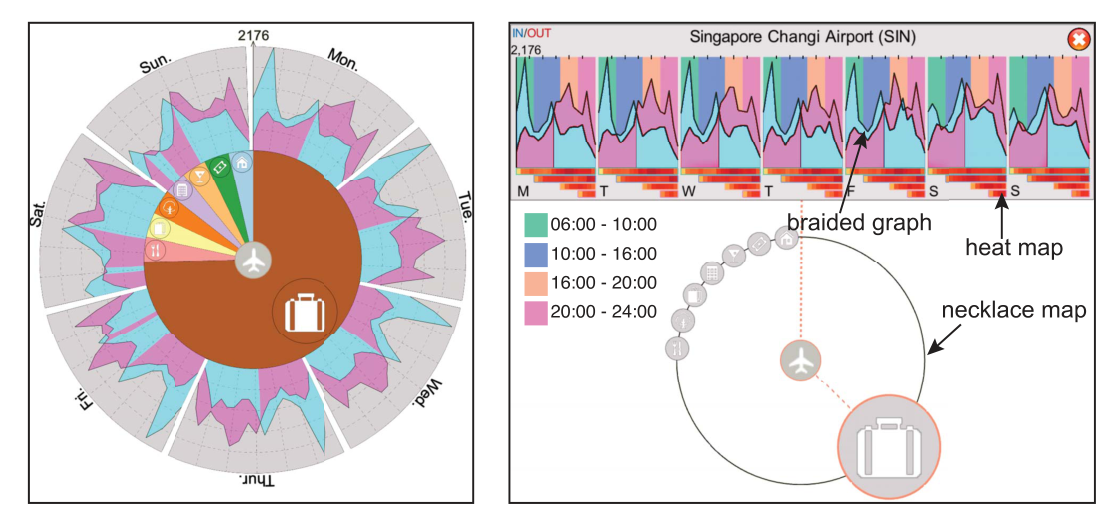 2176
Mon.
Tue.
Wed.
Thur.
Fri.
Sat.
Sun.
IN/OUT
Singapore Changi Airport (SIN)
2,176
M T W T F S S
braided graph
heat map
necklace map
06:00 - 10:00
10:00 - 16:00
16:00 - 20:00
20:00 - 24:00